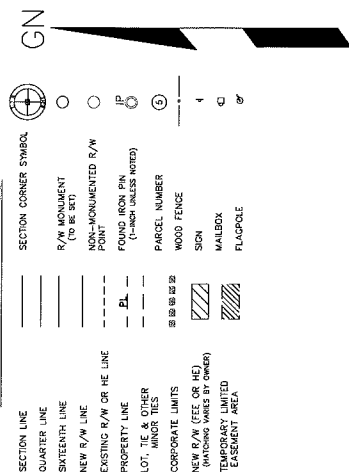 GN
SECTION LINE
QUARTER LINE
SIXTEENTH LINE
NEW R/W LINE
EXISTING R/W OR HE LINE
PROPERTY LINE
PL
LOT, TIE & OTHER
MINOR TIES
CORPORATE LIMITS
NEW R/W (FEE OR HE)
(HATCHING VARIES BY OWNER)
TEMPORARY LIMITED
EASEMENT AREA
SECTION CORNER SYMBOL
R/W MONUMENT
(TO BE SET)
NON-MONUMENTED R/W
POINT
FOUND IRON PIN
(1-INCH UNLESS NOTED)
IP
PARCEL NUMBER
5
WOOD FENCE
SIGN
MAILBOX
FLAGPOLE